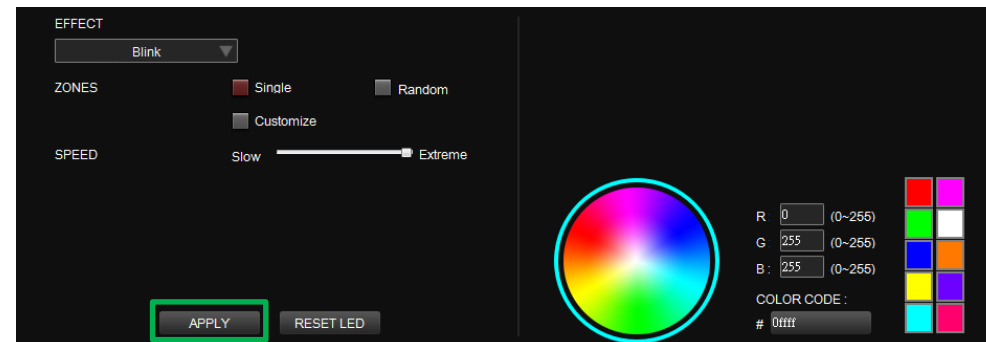 EFFECT
Blink
ZONES Single Random
Customize
SPEED Slow Extreme
R 0 (0~255)
G 255 (0~255)
B : 255 (0~255)
COLOR CODE :
# 0ffff
APPLY RESET LED